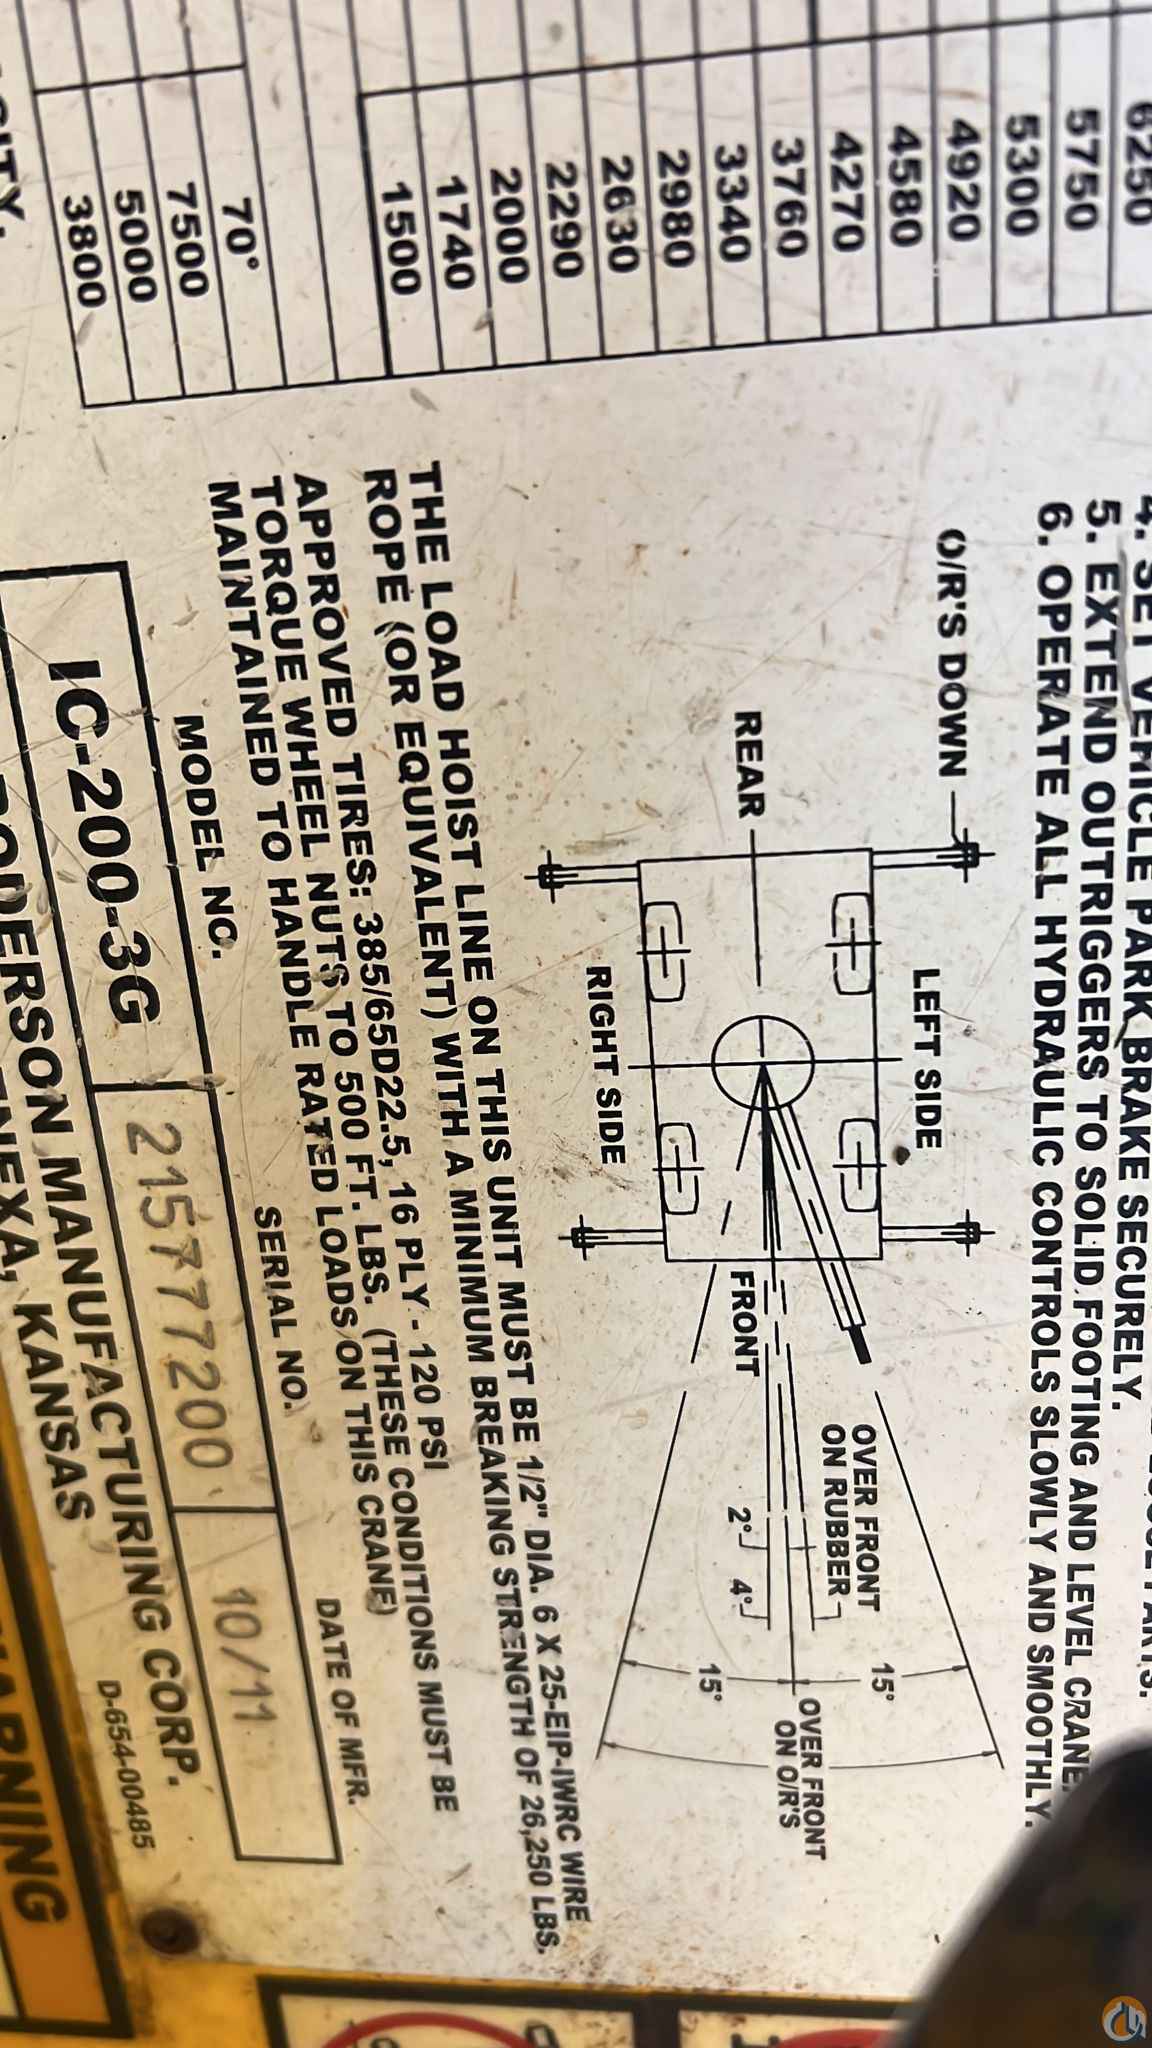 6250
5750
5300
4920
4580
4270
3760
3340
2980
2630
2290
2000
1740
1500
70°
7500
5000
3800
5. EXTEND OUTRIGGERS TO SOLID FOOTING AND LEVEL CRANE.
6. OPERATE ALL HYDRAULIC CONTROLS SLOWLY AND SMOOTHLY.
O/R'S DOWN
LEFT SIDE
REAR
FRONT
RIGHT SIDE
OVER FRONT
ON RUBBER
2°
4°
15°
15°
OVER FRONT
ON O/R'S
THE LOAD HOIST LINE ON THIS UNIT MUST BE 1/2" DIA. 6 X 25-EIP-IWRC WIRE
ROPE (OR EQUIVALENT) WITH A MINIMUM BREAKING STRENGTH OF 26,250 LBS.
APPROVED TIRES: 385/65D22.5, 16 PLY - 120 PSI
TORQUE WHEEL NUTS TO 500 FT. LBS. (THESE CONDITIONS MUST BE
MAINTAINED TO HANDLE RATED LOADS ON THIS CRANE)
MODEL NO.
SERIAL NO.
DATE OF MFR.
IC-200-3G
2157777200
10/11
MANUFACTURING CORP.
KANSAS
D-654-00485